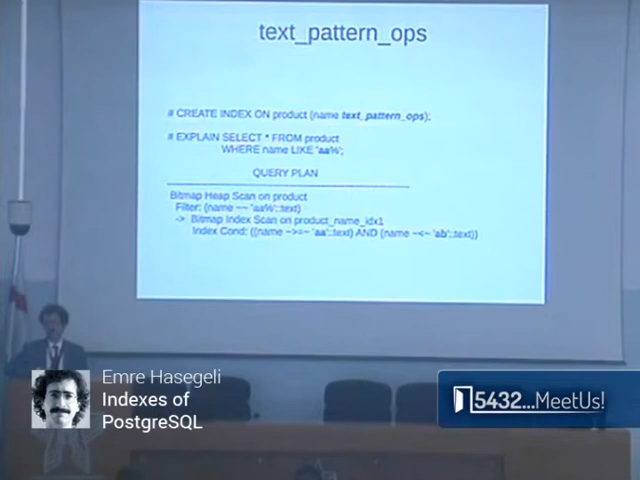 text_pattern_ops
# CREATE INDEX ON product (name text_pattern_ops);
# EXPLAIN SELECT * FROM product
WHERE name LIKE 'aa%';
QUERY PLAN
Bitmap Heap Scan on product
Filter: (name ~~ 'aa%'::text)
-> Bitmap Index Scan on product_name_idx1
Index Cond: ((name ~>=~ 'aa'::text) AND (name ~<~ 'ab'::text))
Emre Hasegeli
Indexes of
PostgreSQL
5432...MeetUs!